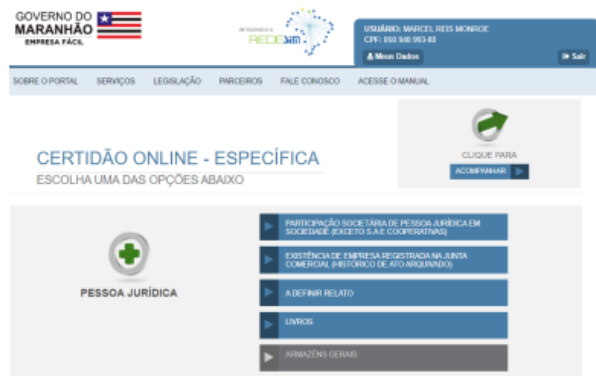 GOVERNO DO
MARANHÃO
EMPRESA FÁCIL
INTEGRADO À
REDESIM
USUÁRIO: MARCEL REIS MONROE
CPF: 050.940.993-88
Meus Dados
Sair
SOBRE O PORTAL SERVIÇOS LEGISLAÇÃO PARCEIROS FALE CONOSCO ACESSE O MANUAL
CERTIDÃO ONLINE - ESPECÍFICA
ESCOLHA UMA DAS OPÇÕES ABAIXO
CLIQUE PARA
ACOMPANHAR
PESSOA JURÍDICA
PARTICIPAÇÃO SOCIETÁRIA DE PESSOA JURÍDICA EM
SOCIEDADE (EXCETO S.A E COOPERATIVAS)
EXISTÊNCIA DE EMPRESA REGISTRADA NA JUNTA
COMERCIAL (HISTÓRICO DE ATO ARQUIVADO)
A DEFINIR RELATO
LIVROS
ARMAZÉNS GERAIS